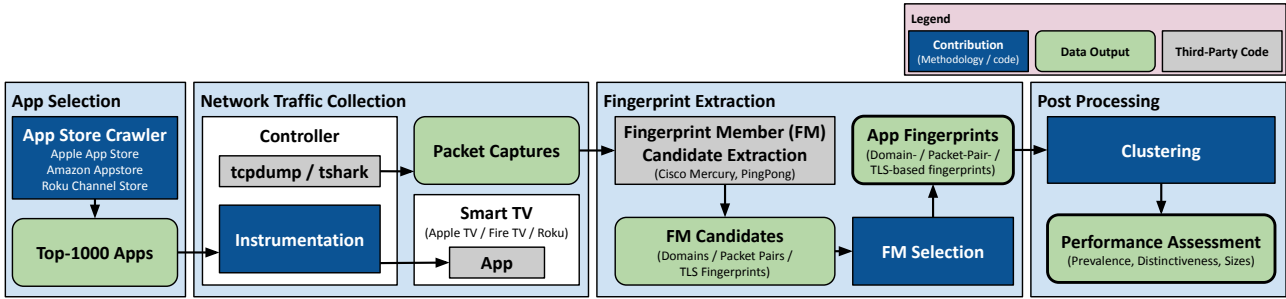 Legend
Contribution
(Methodology / code)
Data Output
Third-Party Code
App Selection
App Store Crawler
Apple App Store
Amazon Appstore
Roku Channel Store
Top-1000 Apps
Network Traffic Collection
Controller
tcpdump / tshark
Instrumentation
Packet Captures
Smart TV
(Apple TV / Fire TV / Roku)
App
Fingerprint Extraction
Fingerprint Member (FM)
Candidate Extraction
(Cisco Mercury, PingPong)
FM Candidates
(Domains / Packet Pairs /
TLS Fingerprints)
FM Selection
App Fingerprints
(Domain- / Packet-Pair- /
TLS-based fingerprints)
Post Processing
Clustering
Performance Assessment
(Prevalence, Distinctiveness, Sizes)